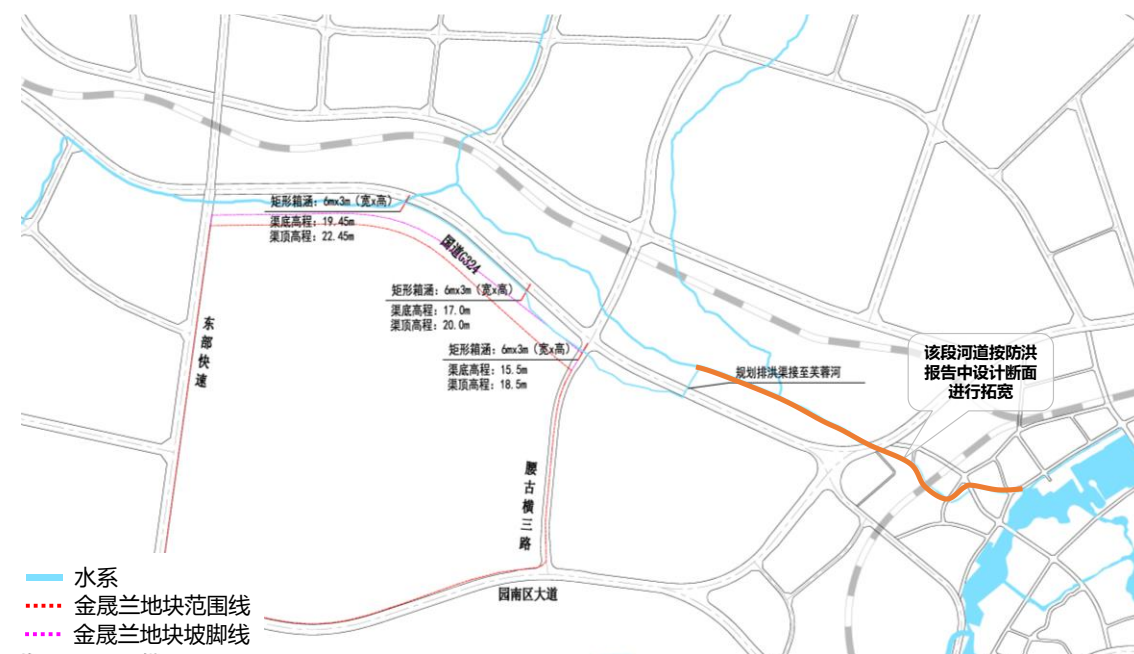 矩形箱涵：6mx3m（宽x高）
渠底高程：19.45m
渠顶高程：22.45m
国道G324
矩形箱涵：6mx3m（宽x高）
渠底高程：17.0m
渠顶高程：20.0m
东部快速
矩形箱涵：6mx3m（宽x高）
渠底高程：15.5m
渠顶高程：18.5m
规划排洪渠接至芙蓉河
该段河道按防洪
报告中设计断面
进行拓宽
腰古横三路
园南区大道
水系
金晟兰地块范围线
金晟兰地块坡脚线